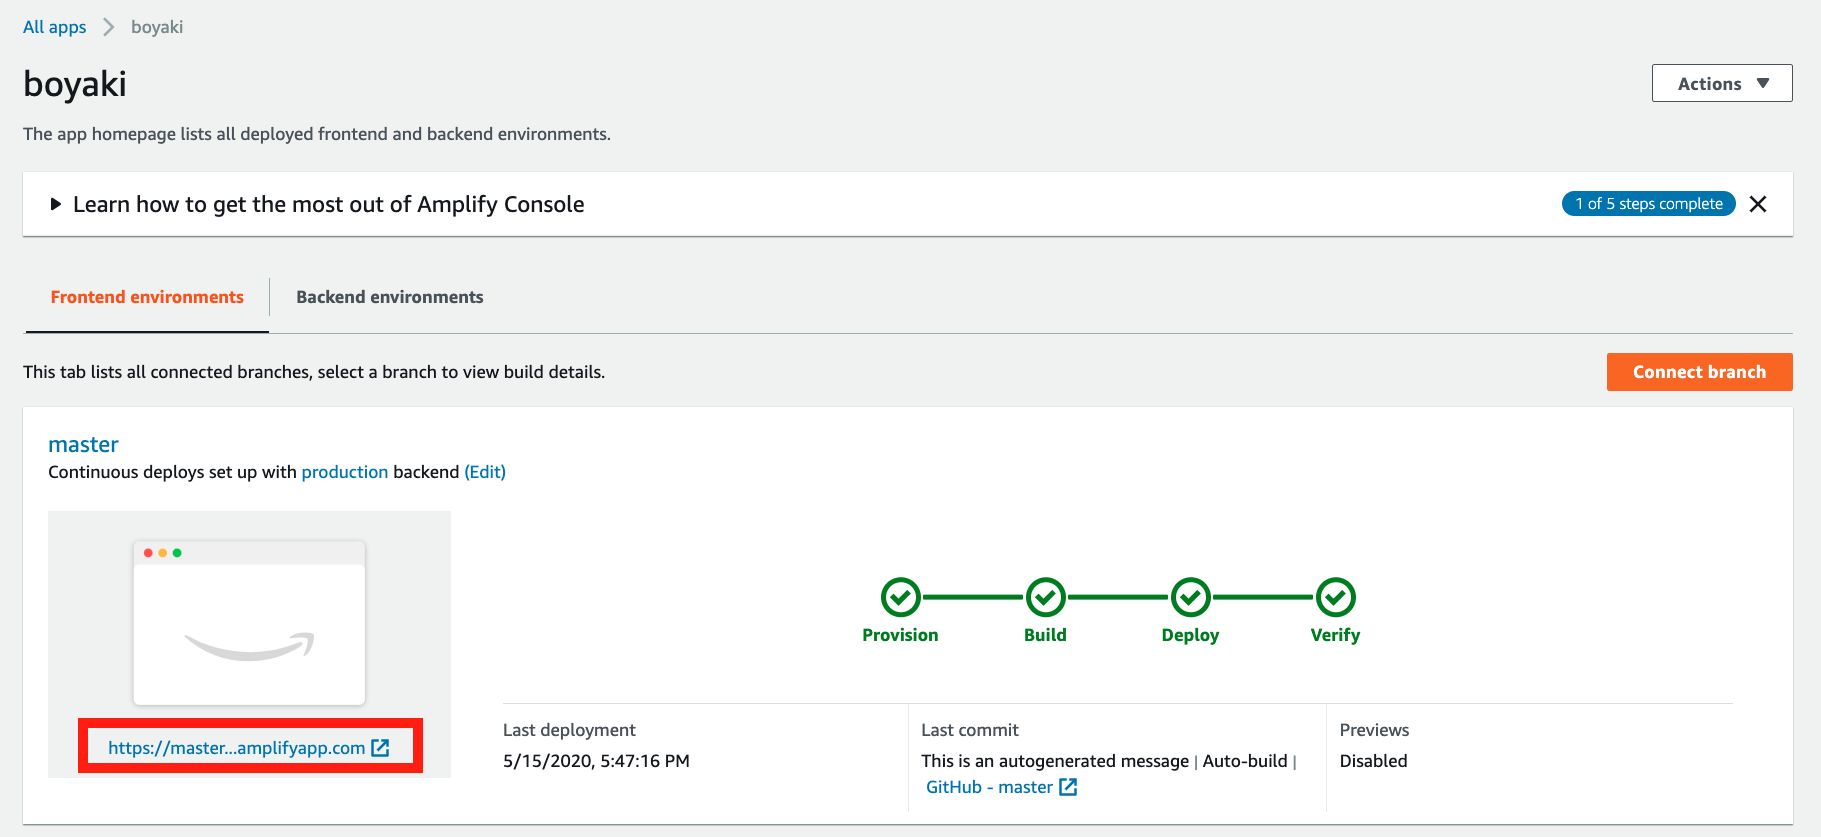 All apps > boyaki
boyaki
Actions ▼
The app homepage lists all deployed frontend and backend environments.
Learn how to get the most out of Amplify Console
1 of 5 steps complete
Frontend environments
Backend environments
This tab lists all connected branches, select a branch to view build details.
Connect branch
master
Continuous deploys set up with production backend (Edit)
https://master...amplifyapp.com
Provision
Build
Deploy
Verify
Last deployment
5/15/2020, 5:47:16 PM
Last commit
This is an autogenerated message | Auto-build |
GitHub - master
Previews
Disabled